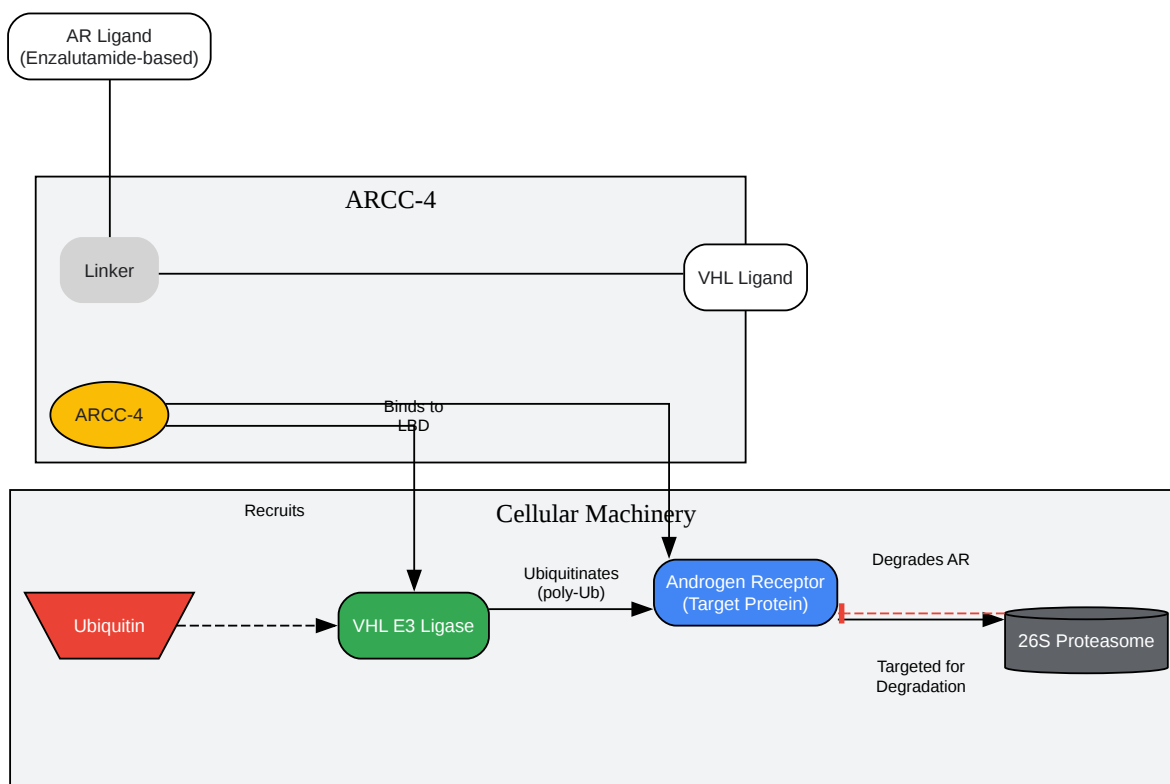 AR Ligand
(Enzalutamide-based)
ARCC-4
Linker
VHL Ligand
ARCC-4
Binds to
LBD
Recruits
Cellular Machinery
Ubiquitin
VHL E3 Ligase
Ubiquitinates
(poly-Ub)
Androgen Receptor
(Target Protein)
Degrades AR
26S Proteasome
Targeted for
Degradation